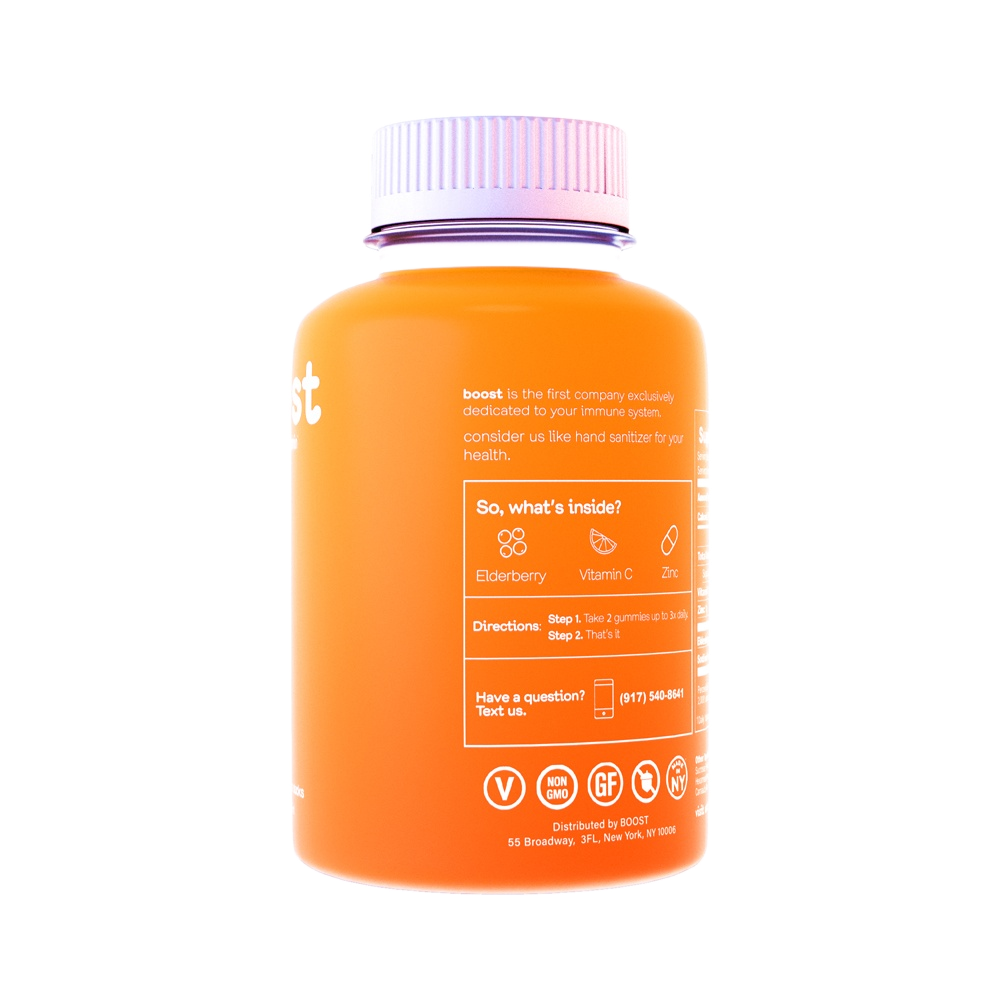 st
boost is the first company exclusively
dedicated to your immune system.
consider us like hand sanitizer for your
health.
So, what's inside?
Elderberry
Vitamin C
Zinc
Directions:
Step 1. Take 2 gummies up to 3x daily.
Step 2. That's it
Have a question?
Text us.
(917) 540-8641
V
NON
GMO
GF
MADE
IN
NY
Distributed by BOOST
55 Broadway, 3FL, New York, NY 10006